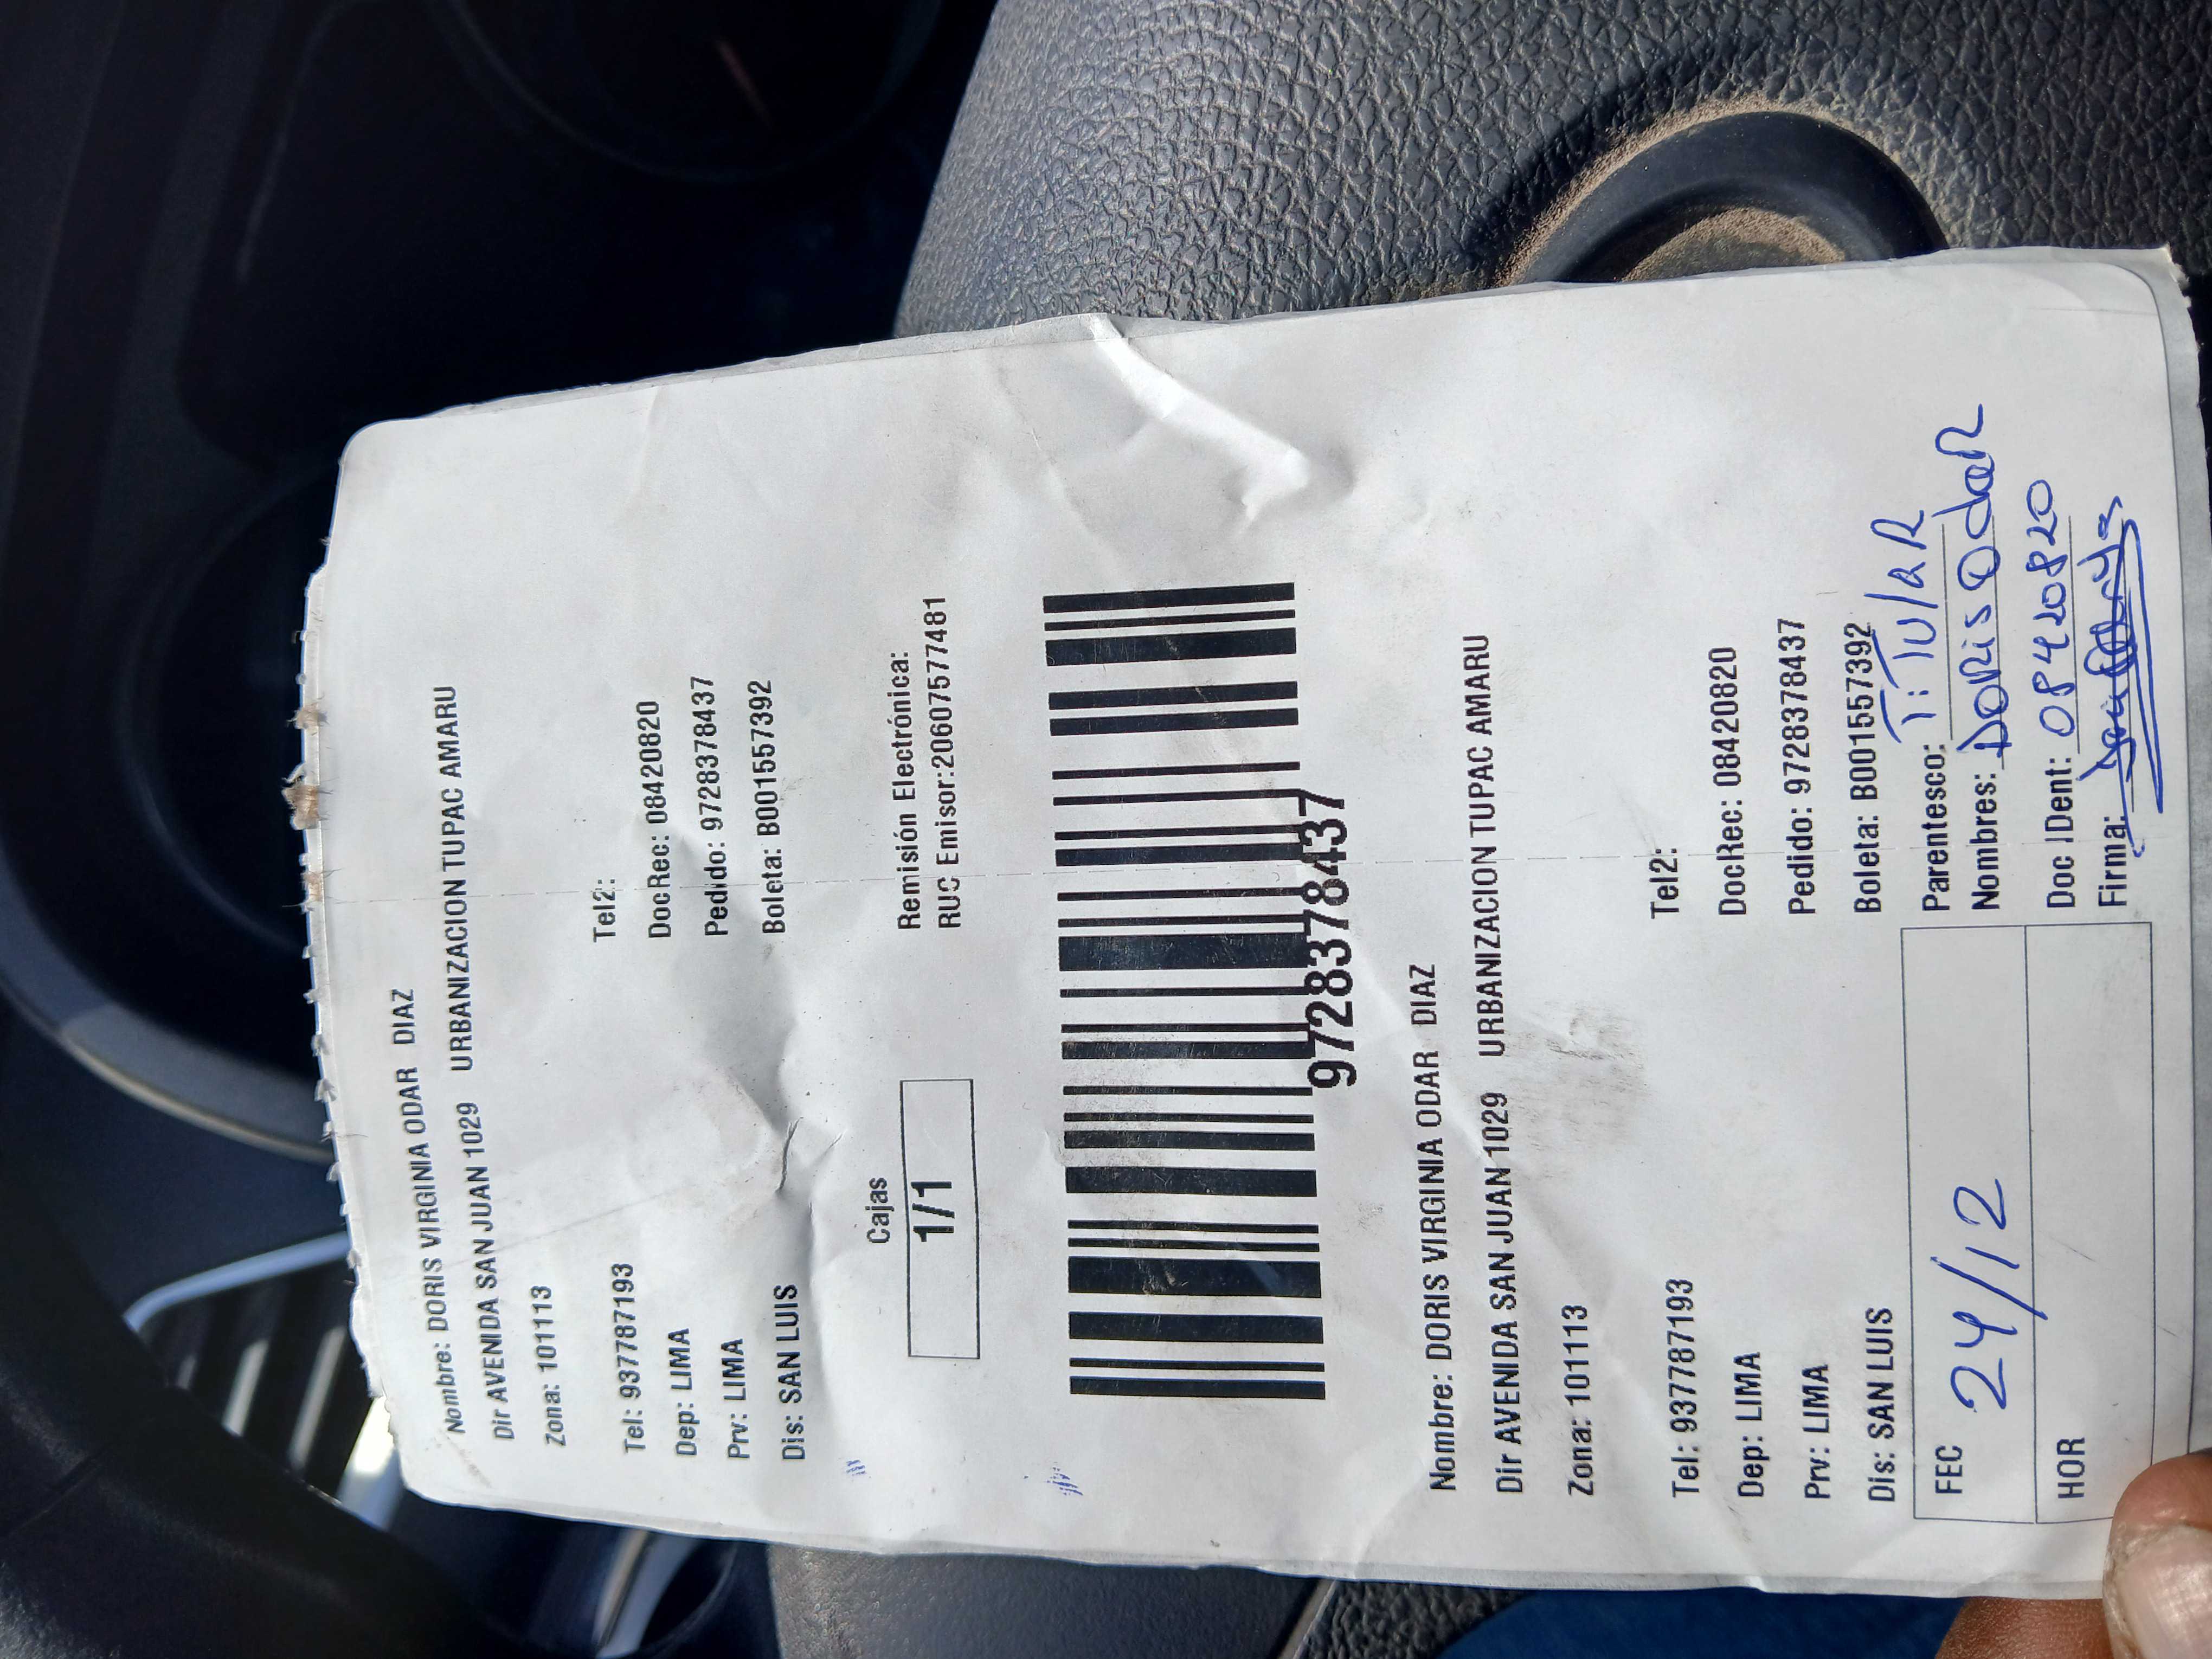 Nombre: DORIS VIRGINIA ODAR DIAZ
Dir AVENIDA SAN JUAN 1029 URBANIZACION TUPAC AMARU
Zona: 101113
Tel: 937787193 Tel2:
Dep: LIMA DocRec: 08420820
Prv: LIMA Pedido: 9728378437
Dis: SAN LUIS Boleta: B001557392
Cajas Remisión Electrónica:
1/1 RUC Emisor:20607577481
97283778437
Nombre: DORIS VIRGINIA ODAR DIAZ
Dir AVENIDA SAN JUAN 1029 URBANIZACION TUPAC AMARU
Zona: 101113
Tel: 937787193 Tel2:
Dep: LIMA DocRec: 08420820
Prv: LIMA Pedido: 97283778437
Dis: SAN LUIS Boleta: B001557392
FEC 24/12 Parentesco: TiTulaR
Nombres: DORis OdaR
HOR Doc IDent: 08420820
Firma: